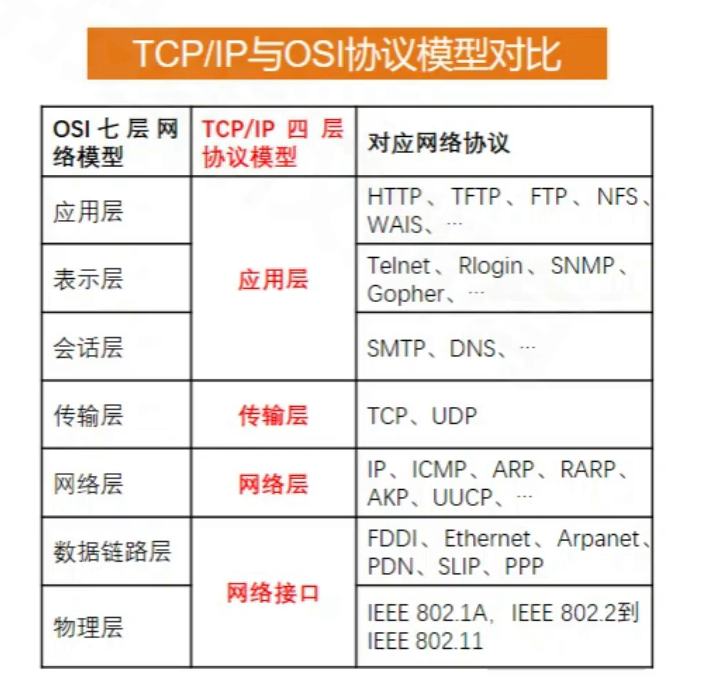 TCP/IP与OSI协议模型对比
OSI 七 层 网
络模型
TCP/IP 四 层
协议模型
对应网络协议
应用层
应用层
HTTP、TFTP、FTP、NFS、
WAIS、…
表示层
Telnet、Rlogin、SNMP、
Gopher、…
会话层
SMTP、DNS、…
传输层
传输层
TCP、UDP
网络层
网络层
IP、ICMP、ARP、RARP、
AKP、UUCP、…
数据链路层
网络接口
FDDI、Ethernet、Arpanet、
PDN、SLIP、PPP
物理层
IEEE 802.1A, IEEE 802.2到
IEEE 802.11